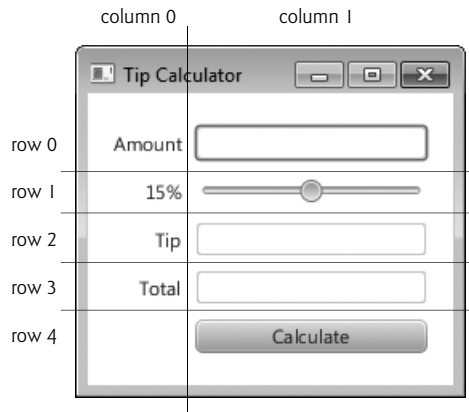 column 0 column 1
Tip Calculator
row 0 Amount
row 1 15%
row 2 Tip
row 3 Total
row 4 Calculate